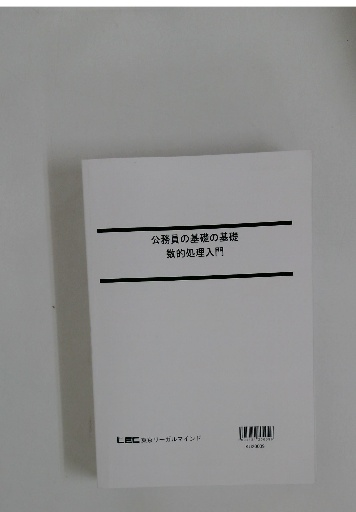 公務員の基礎の基礎
数的処理入門
LEC東京リーガルマインド